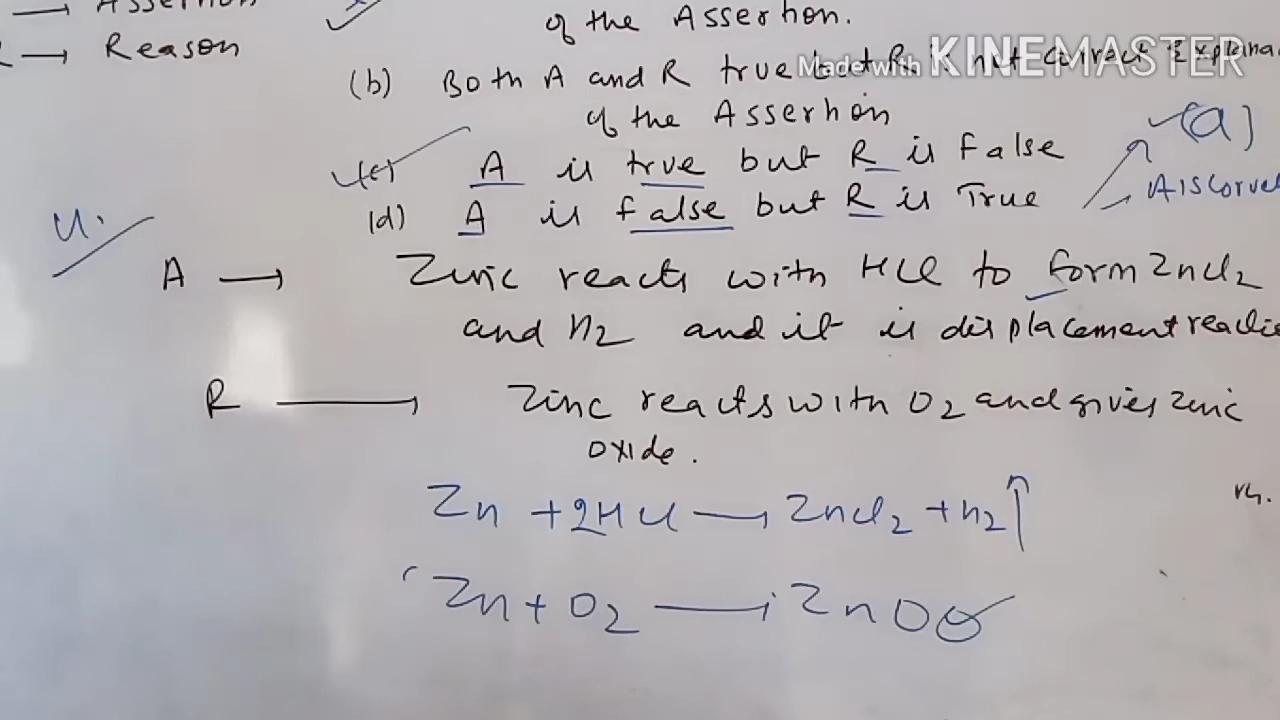 → Assertion
of the Assertion.
→ Reason
(b) Both A and R true but R is not correct Explana
Made with KINEMASTER
of the Assertion
(c) A is true but R is false
(a)
(d) A is false but R is True
A is
4.
A → Zinc reacts with HCl to form ZnCl2
and H2 and it is displacement reactio
R → Zinc reacts with O2 and gives Zinc
oxide.
Zn + 2HCl → ZnCl2 + H2↑
Zn + O2 → ZnO